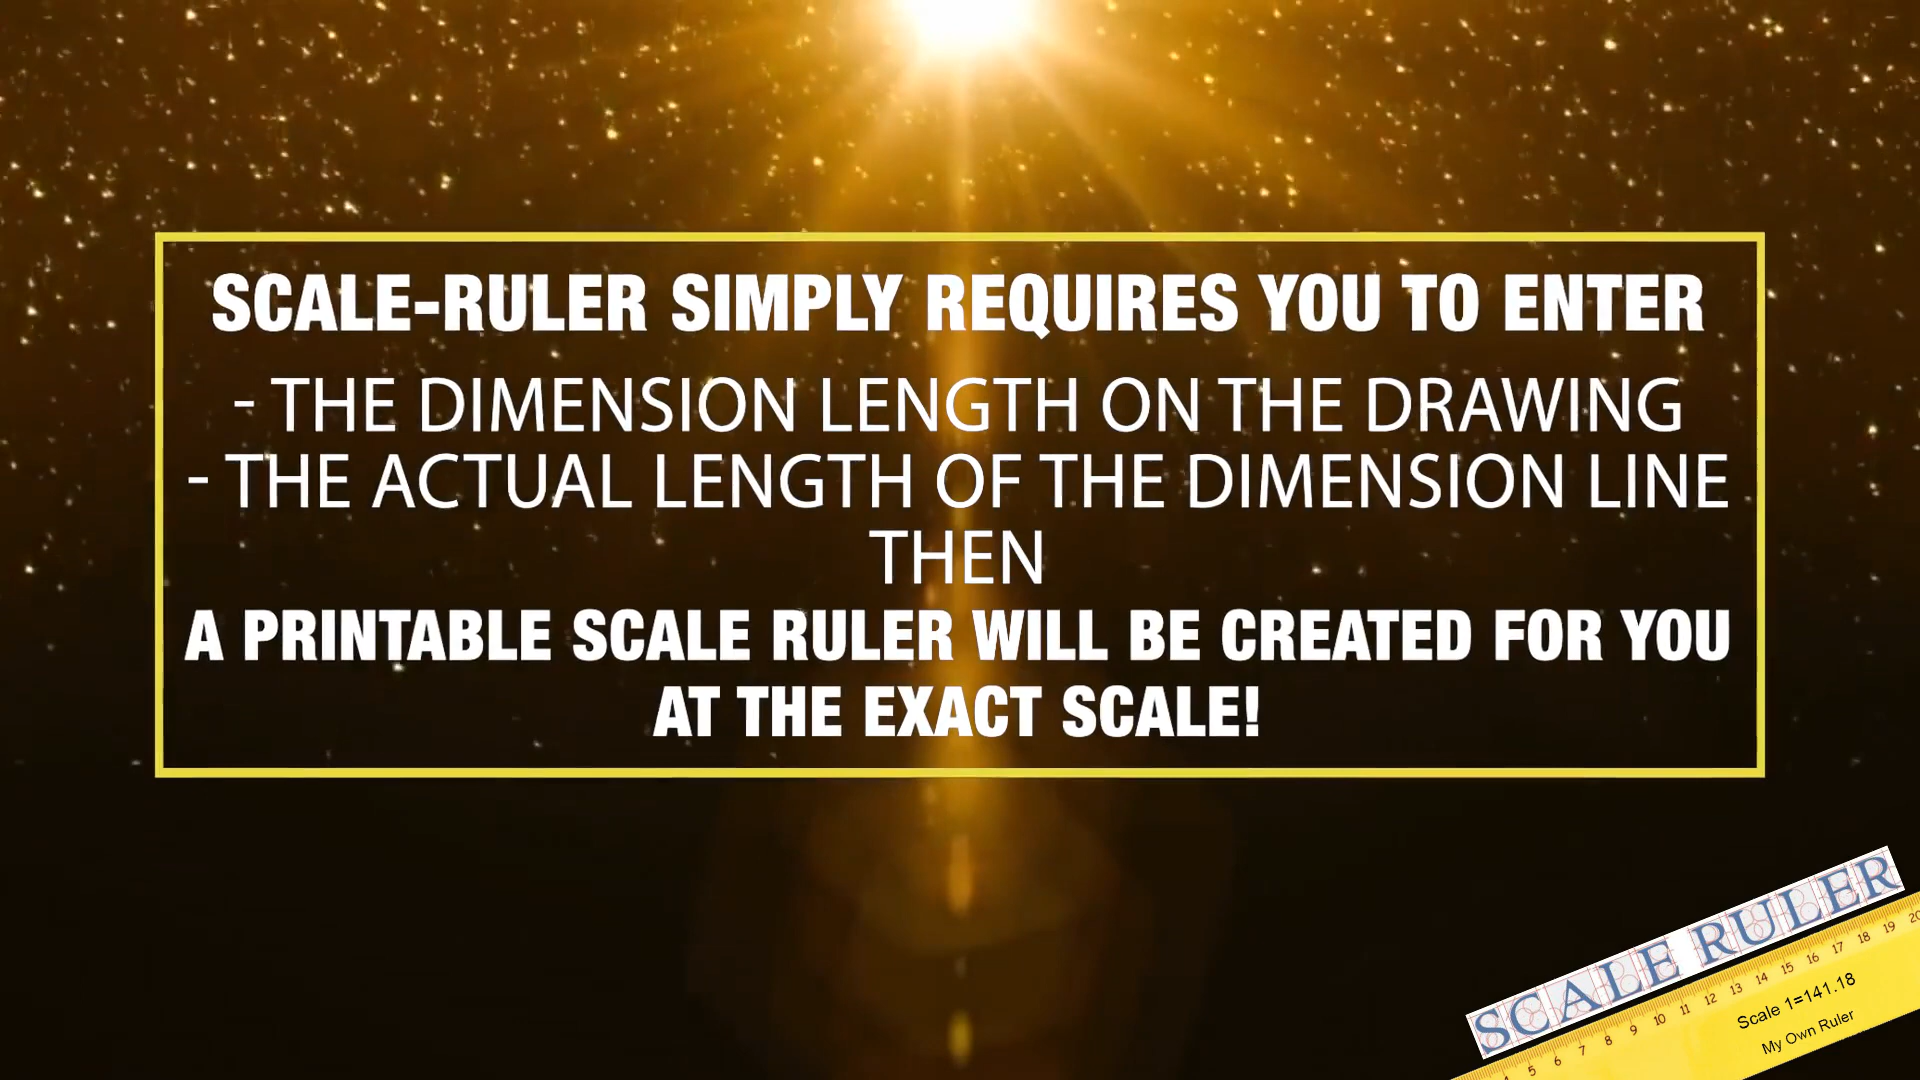 SCALE-RULER SIMPLY REQUIRES YOU TO ENTER
- THE DIMENSION LENGTH ON THE DRAWING
- THE ACTUAL LENGTH OF THE DIMENSION LINE
THEN
A PRINTABLE SCALE RULER WILL BE CREATED FOR YOU
AT THE EXACT SCALE!
SCALE RULER
5 6 7 8 9 10 11 12 13 14 15 16 17 18 19 20
Scale 1=141.18
My Own Ruler